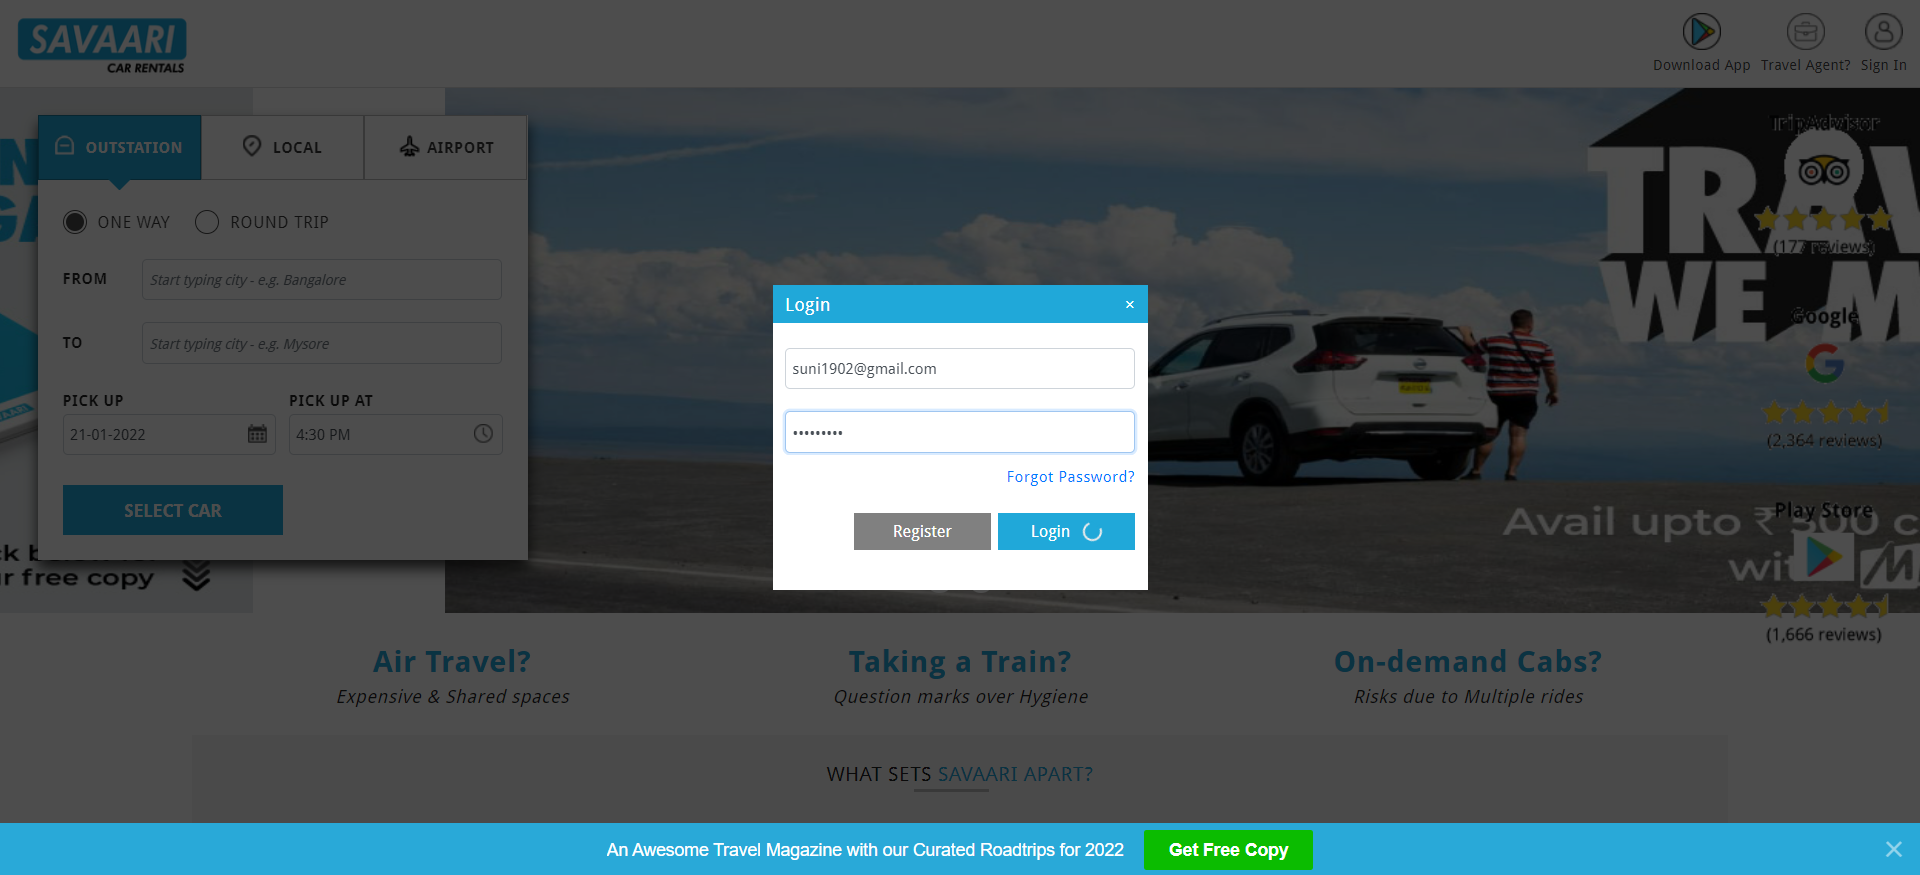 SAVAARI
CAR RENTALS
Download App
Travel Agent?
Sign In
OUTSTATION
LOCAL
AIRPORT
ONE WAY
ROUND TRIP
FROM
Start typing city - e.g. Bangalore
TO
Start typing city - e.g. Mysore
PICK UP
PICK UP AT
21-01-2022
4:30 PM
SELECT CAR
free copy
Login
×
suni1902@gmail.com
•••••••••
Forgot Password?
Register
Login
TripAdvisor
TRAV
WE M
(177 reviews)
Google
(2,364 reviews)
Avail upto ₹ 500 c
Play Store
(1,666 reviews)
Air Travel?
Expensive & Shared spaces
Taking a Train?
Question marks over Hygiene
On-demand Cabs?
Risks due to Multiple rides
WHAT SETS SAVAARI APART?
An Awesome Travel Magazine with our Curated Roadtrips for 2022
Get Free Copy